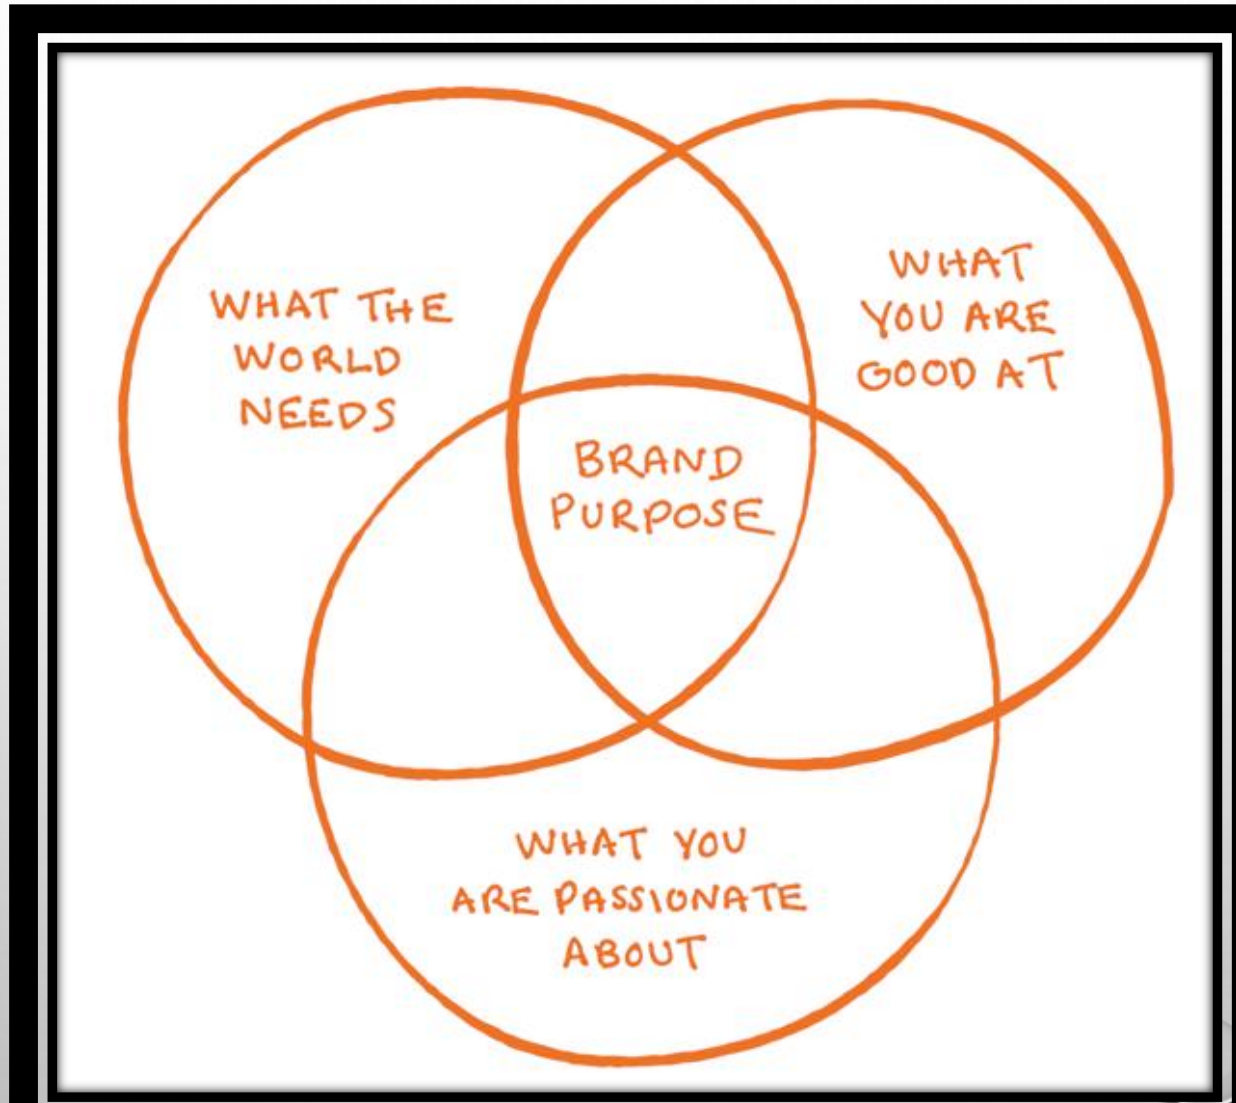 WHAT THE
WORLD
NEEDS
WHAT
YOU ARE
GOOD AT
BRAND
PURPOSE
WHAT YOU
ARE PASSIONATE
ABOUT